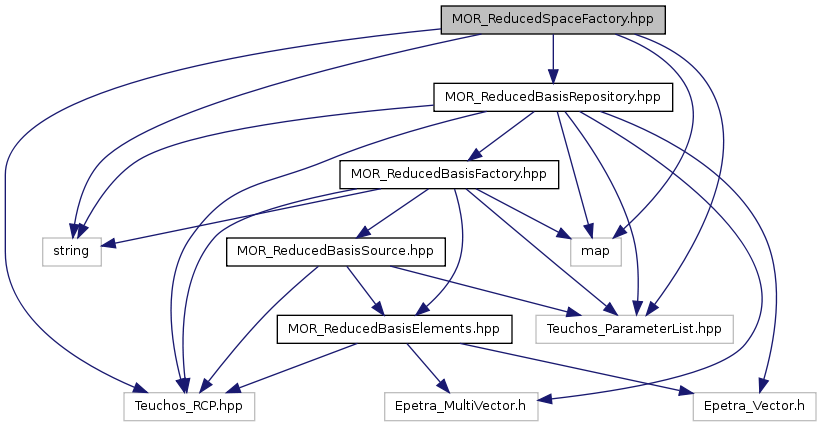 MOR_ReducedSpaceFactory.hpp
MOR_ReducedBasisRepository.hpp
MOR_ReducedBasisFactory.hpp
string
MOR_ReducedBasisSource.hpp
map
MOR_ReducedBasisElements.hpp
Teuchos_ParameterList.hpp
Teuchos_RCP.hpp
Epetra_MultiVector.h
Epetra_Vector.h